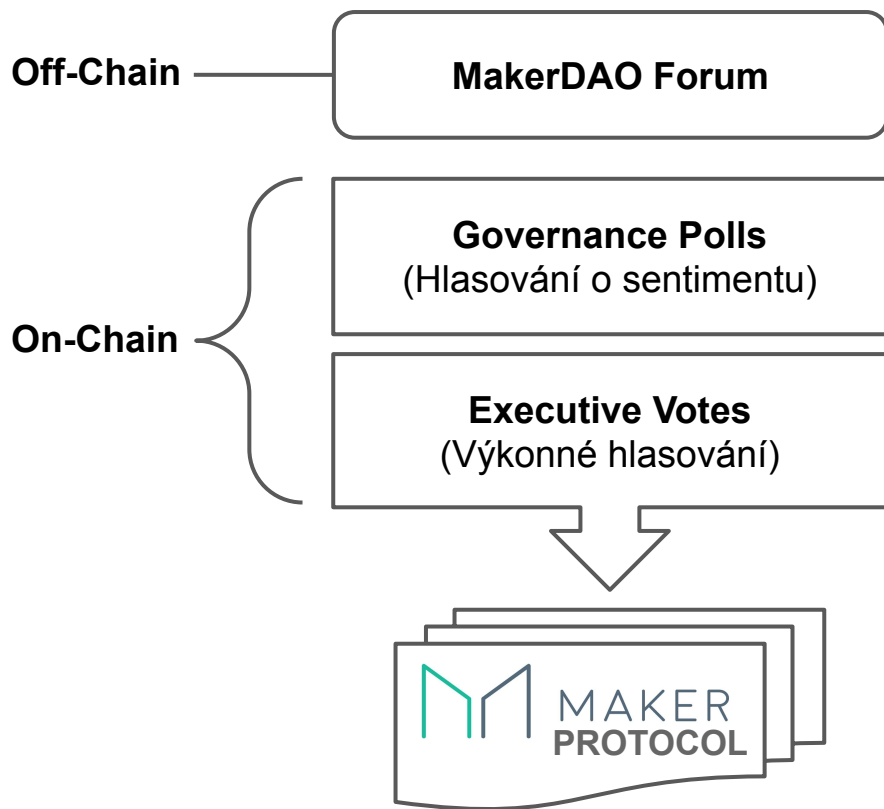 Off-Chain
MakerDAO Forum
Governance Polls
(Hlasování o sentimentu)
On-Chain
Executive Votes
(Výkonné hlasování)
MAKER
PROTOCOL